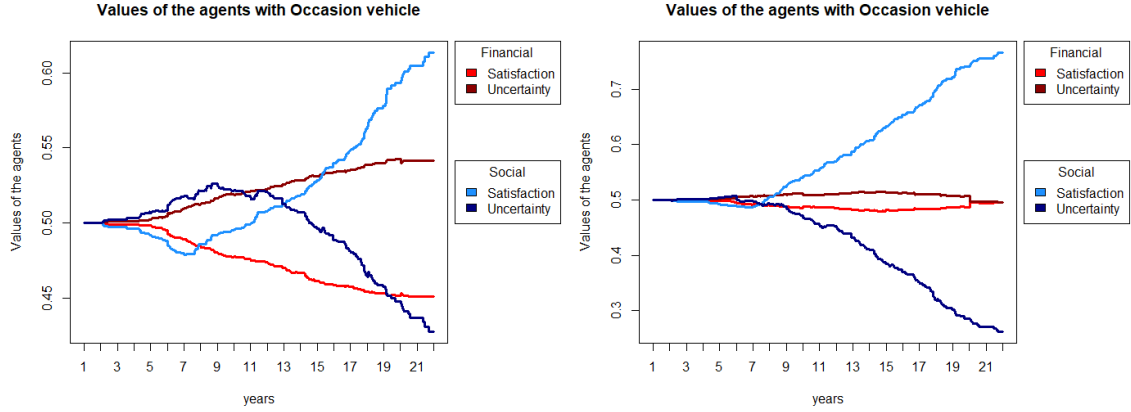 Values of the agents with Occasion vehicle
Values of the agents
0.60
0.55
0.50
0.45
1 3 5 7 9 11 13 15 17 19 21
years
Financial
Satisfaction
Uncertainty
Social
Satisfaction
Uncertainty
Values of the agents with Occasion vehicle
Values of the agents
0.7
0.6
0.5
0.4
0.3
1 3 5 7 9 11 13 15 17 19 21
years
Financial
Satisfaction
Uncertainty
Social
Satisfaction
Uncertainty